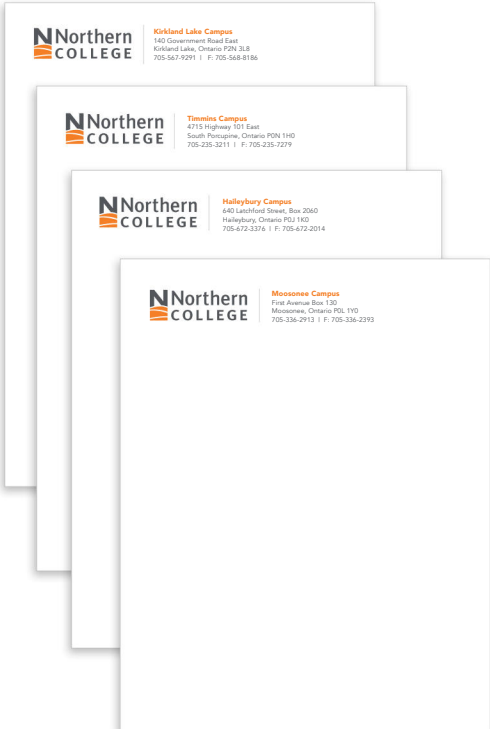 Northern
COLLEGE
Kirkland Lake Campus
140 Government Road East
Kirkland Lake, Ontario P2N 3L8
705-567-9291 | F: 705-568-8186
Northern
COLLEGE
Timmins Campus
4715 Highway 101 East
South Porcupine, Ontario P0N 1H0
705-235-3211 | F: 705-235-7279
Northern
COLLEGE
Haileybury Campus
640 Latchford Street, Box 2060
Haileybury, Ontario P0J 1K0
705-672-3376 | F: 705-672-2014
Northern
COLLEGE
Moosonee Campus
First Avenue Box 130
Moosonee, Ontario P0L 1Y0
705-336-2913 | F: 705-336-2393